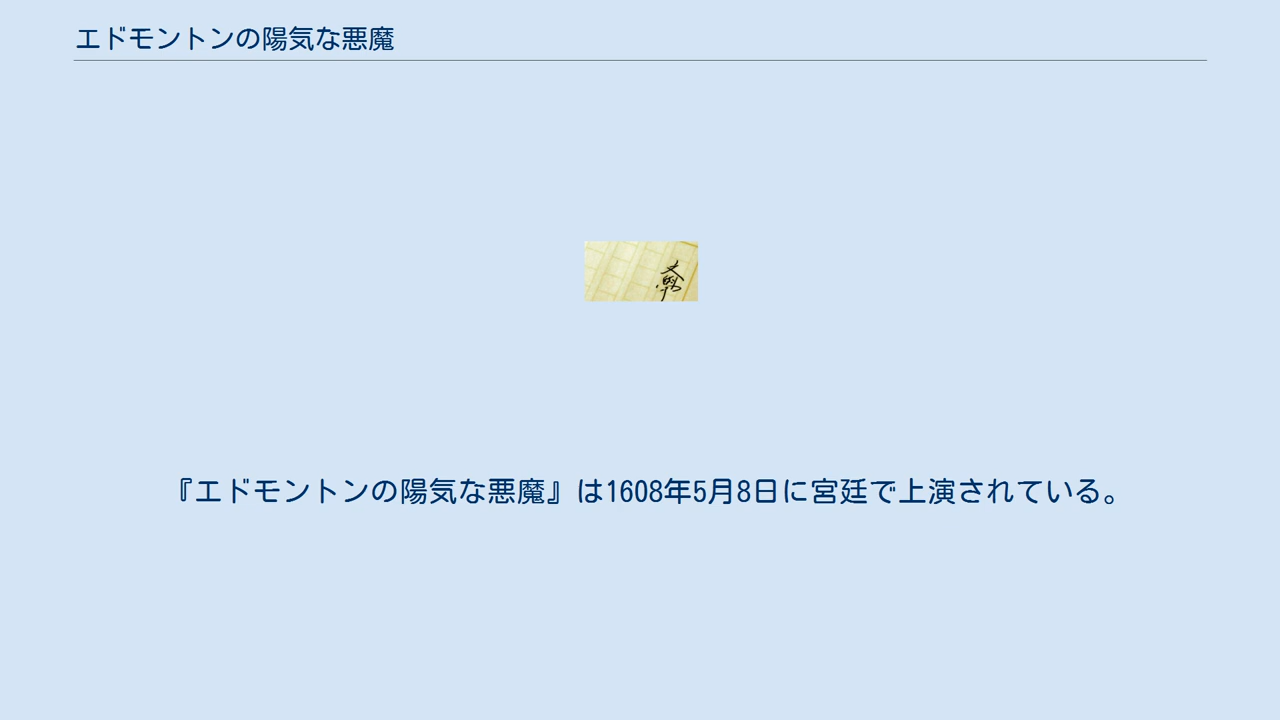 エドモントンの陽気な悪魔
『エドモントンの陽気な悪魔』は1608年5月8日に宮廷で上演されている。